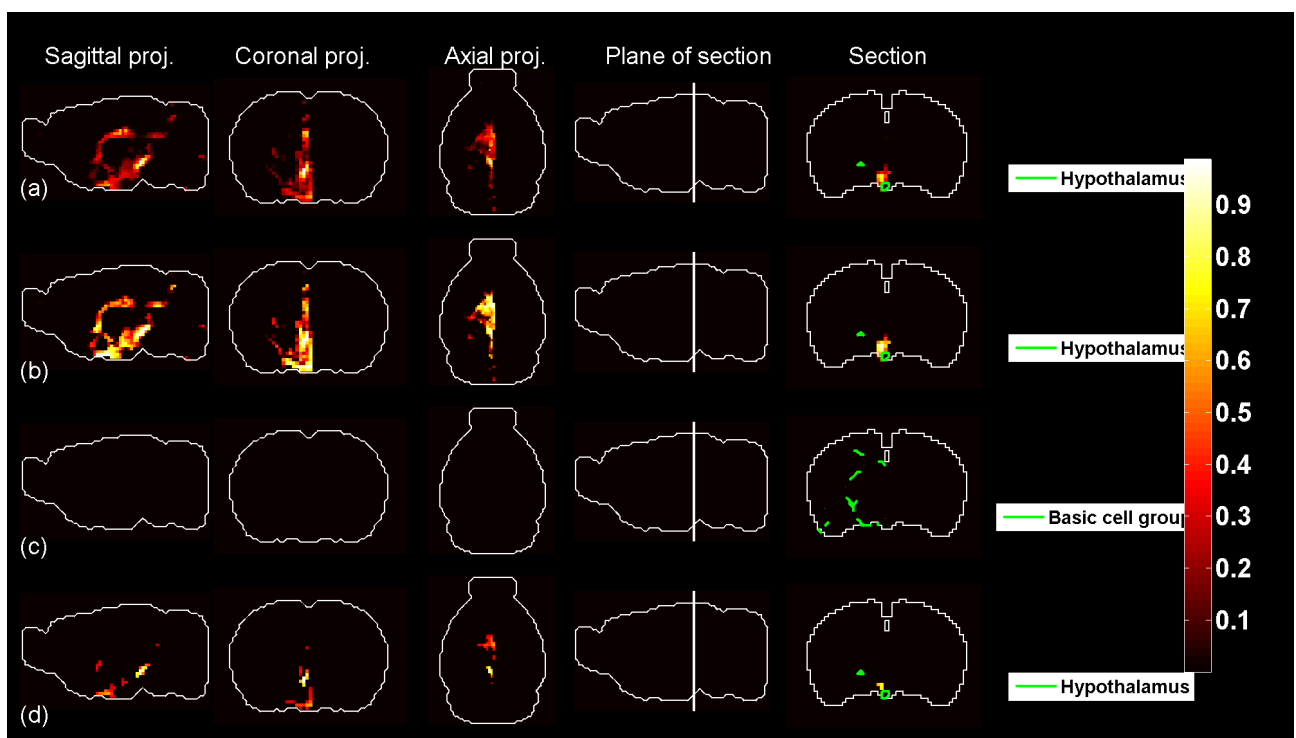 Sagittal proj. Coronal proj. Axial proj. Plane of section Section
(a)
Hypothalamus
(b)
Hypothalamus
(c)
Basic cell group
(d)
Hypothalamus
0.9
0.8
0.7
0.6
0.5
0.4
0.3
0.2
0.1